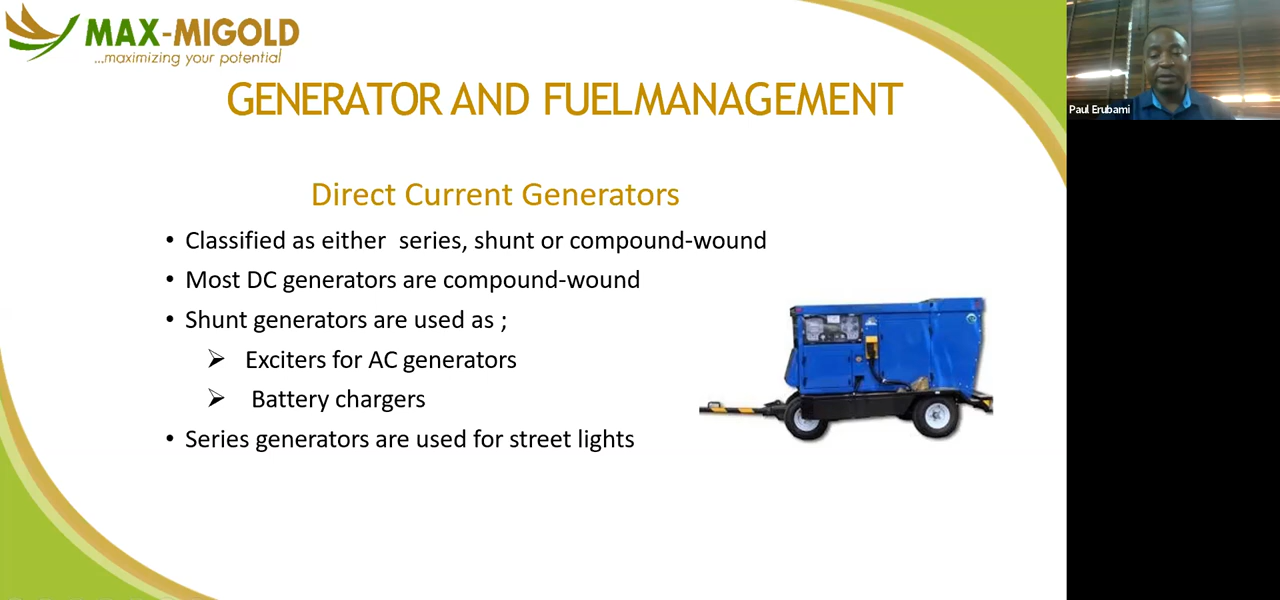 MAX-MIGOLD
...maximizing your potential
GENERATOR AND FUELMANAGEMENT
Direct Current Generators
• Classified as either  series, shunt or compound-wound
• Most DC generators are compound-wound
• Shunt generators are used as ;
➢ Exciters for AC generators
➢ Battery chargers
• Series generators are used for street lights
Paul Erubami